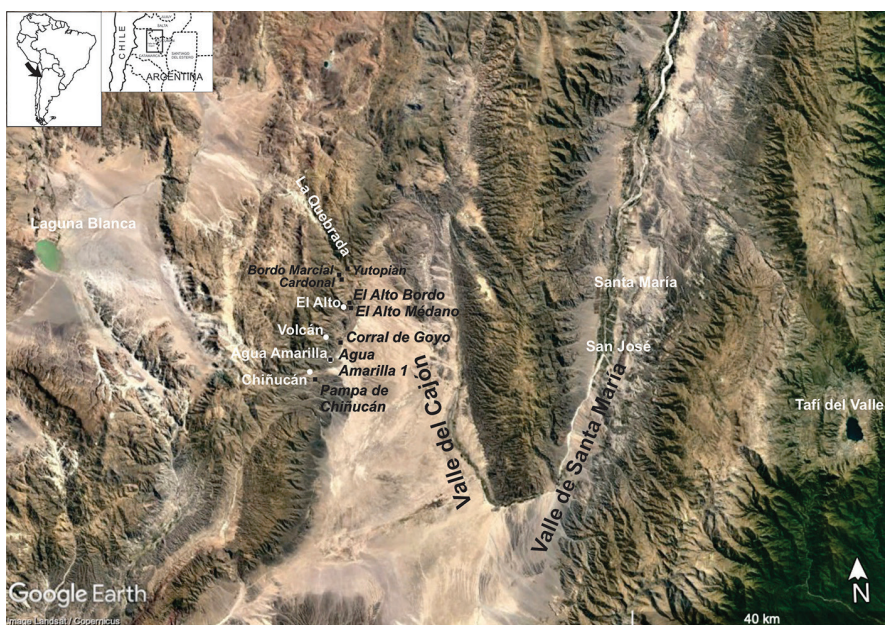 CHILE
SALTA
CATAMARCA
SANTIAGO
DEL ESTERO
ARGENTINA
La Quebrada
Laguna Blanca
Bordo Marcial
Yutopián
Cardonal
El Alto Bordo
El Alto
El Alto Médano
Santa María
Volcán
Corral de Goyo
San José
Agua Amarilla
Agua
Amarilla 1
Chiñucán
Pampa de
Chiñucán
Valle del Cajón
Valle de Santa María
Tafí del Valle
Google Earth
N
Image Landsat / Copernicus
40 km